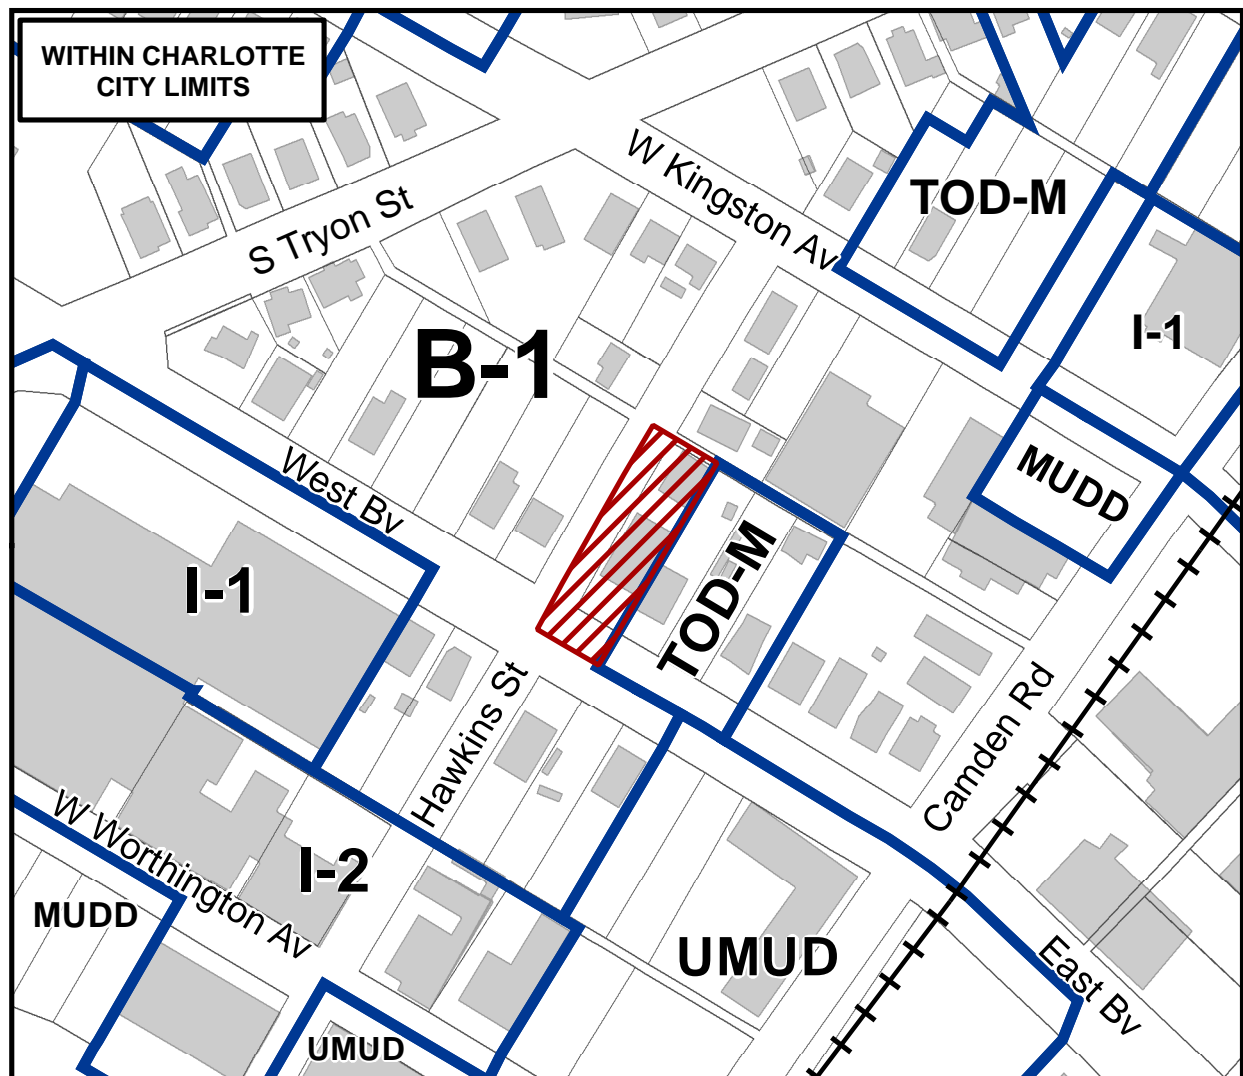 WITHIN CHARLOTTE
CITY LIMITS
W Kingston Av
TOD-M
S Tryon St
I-1
B-1
MUDD
West Bv
TOD-M
I-1
Hawkins St
Camden Rd
W Worthington Av
I-2
MUDD
UMUD
East Bv
UMUD